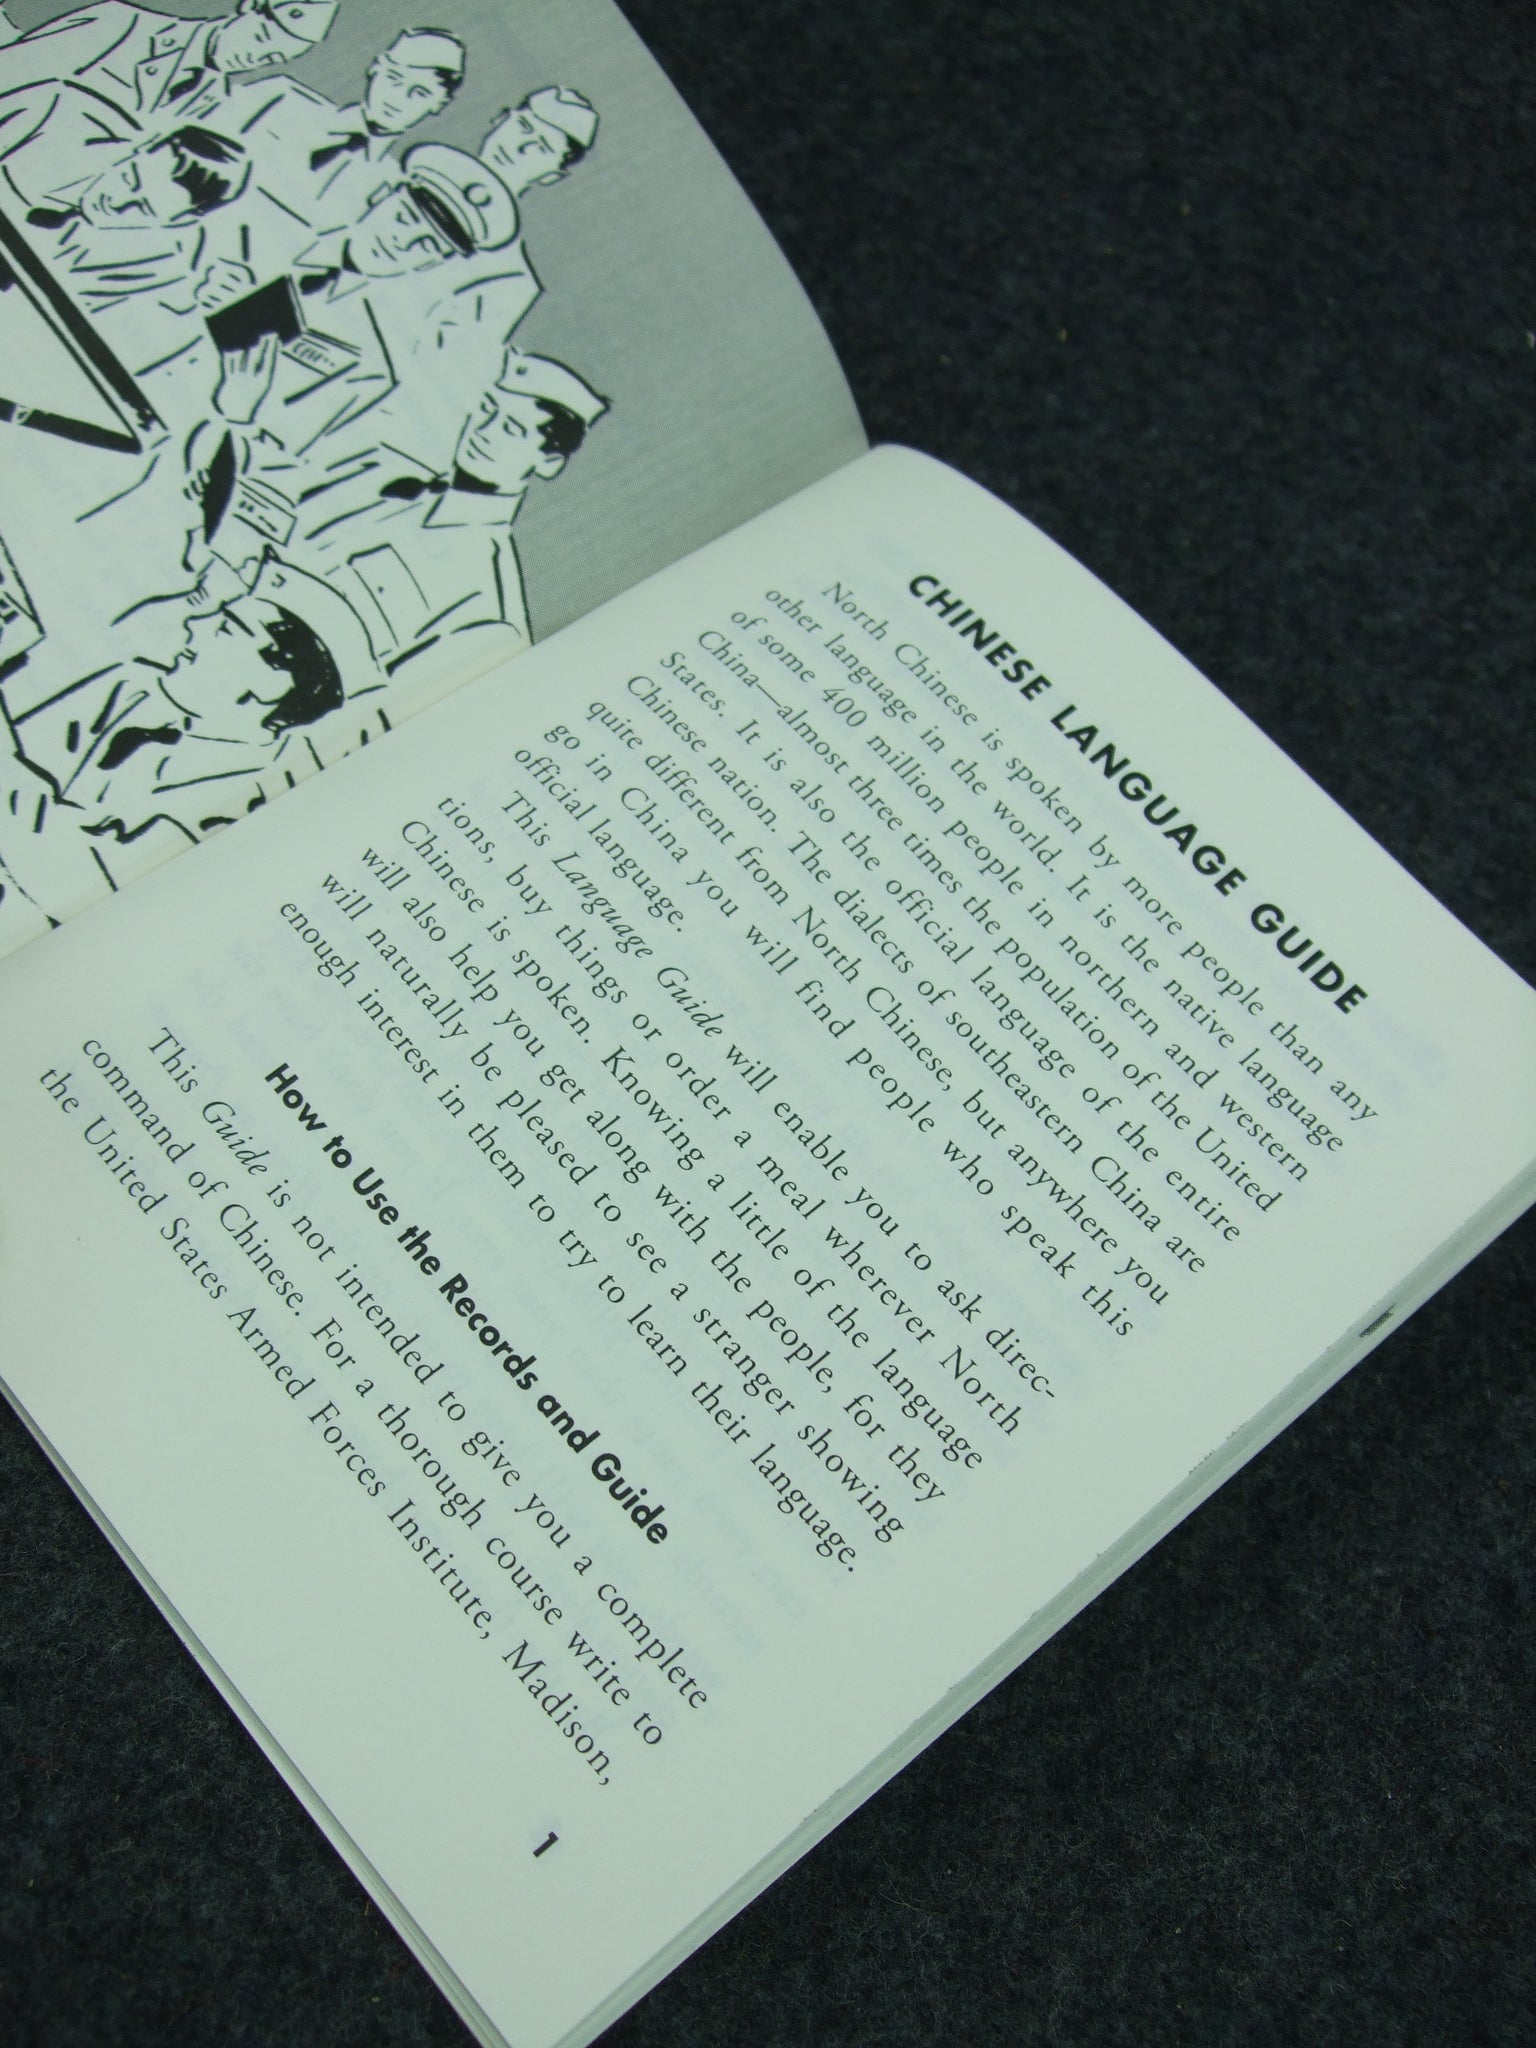 CHINESE LANGUAGE GUIDE
North Chinese is spoken by more people than any
other language in the world. It is the native language
of some 400 million people in northern and western
China—almost three times the population of the United
States. It is also the official language of the entire
Chinese nation. The dialects of southeastern China are
quite different from North Chinese, but anywhere you
go in China you will find people who speak this
official language.
This Language Guide will enable you to ask direc-
tions, buy things or order a meal wherever North
Chinese is spoken. Knowing a little of the language
will also help you get along with the people, for they
will naturally be pleased to see a stranger showing
enough interest in them to try to learn their language.
How to Use the Records and Guide
This Guide is not intended to give you a complete
command of Chinese. For a thorough course write to
the United States Armed Forces Institute, Madison,
1